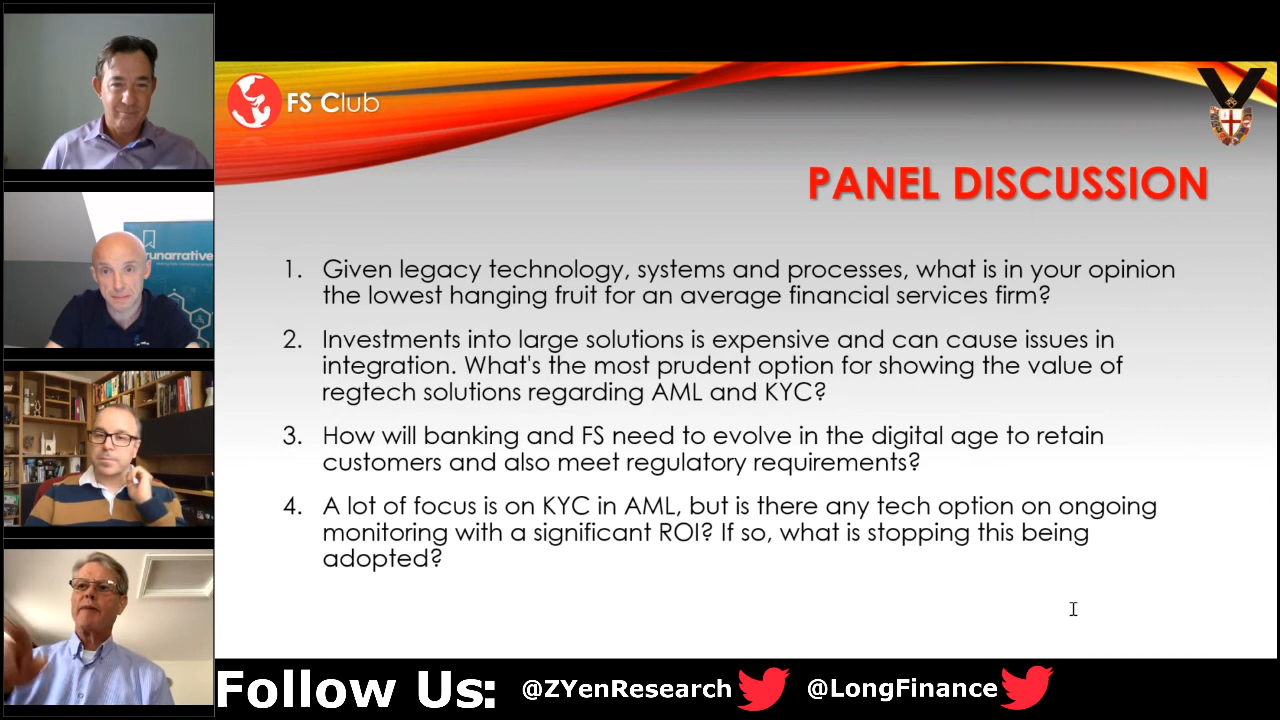 FS Club
runarrative
PANEL DISCUSSION
1. Given legacy technology, systems and processes, what is in your opinion
the lowest hanging fruit for an average financial services firm?
2. Investments into large solutions is expensive and can cause issues in
integration. What's the most prudent option for showing the value of
regtech solutions regarding AML and KYC?
3. How will banking and FS need to evolve in the digital age to retain
customers and also meet regulatory requirements?
4. A lot of focus is on KYC in AML, but is there any tech option on ongoing
monitoring with a significant ROI? If so, what is stopping this being
adopted?
Follow Us: @ZYenResearch @LongFinance